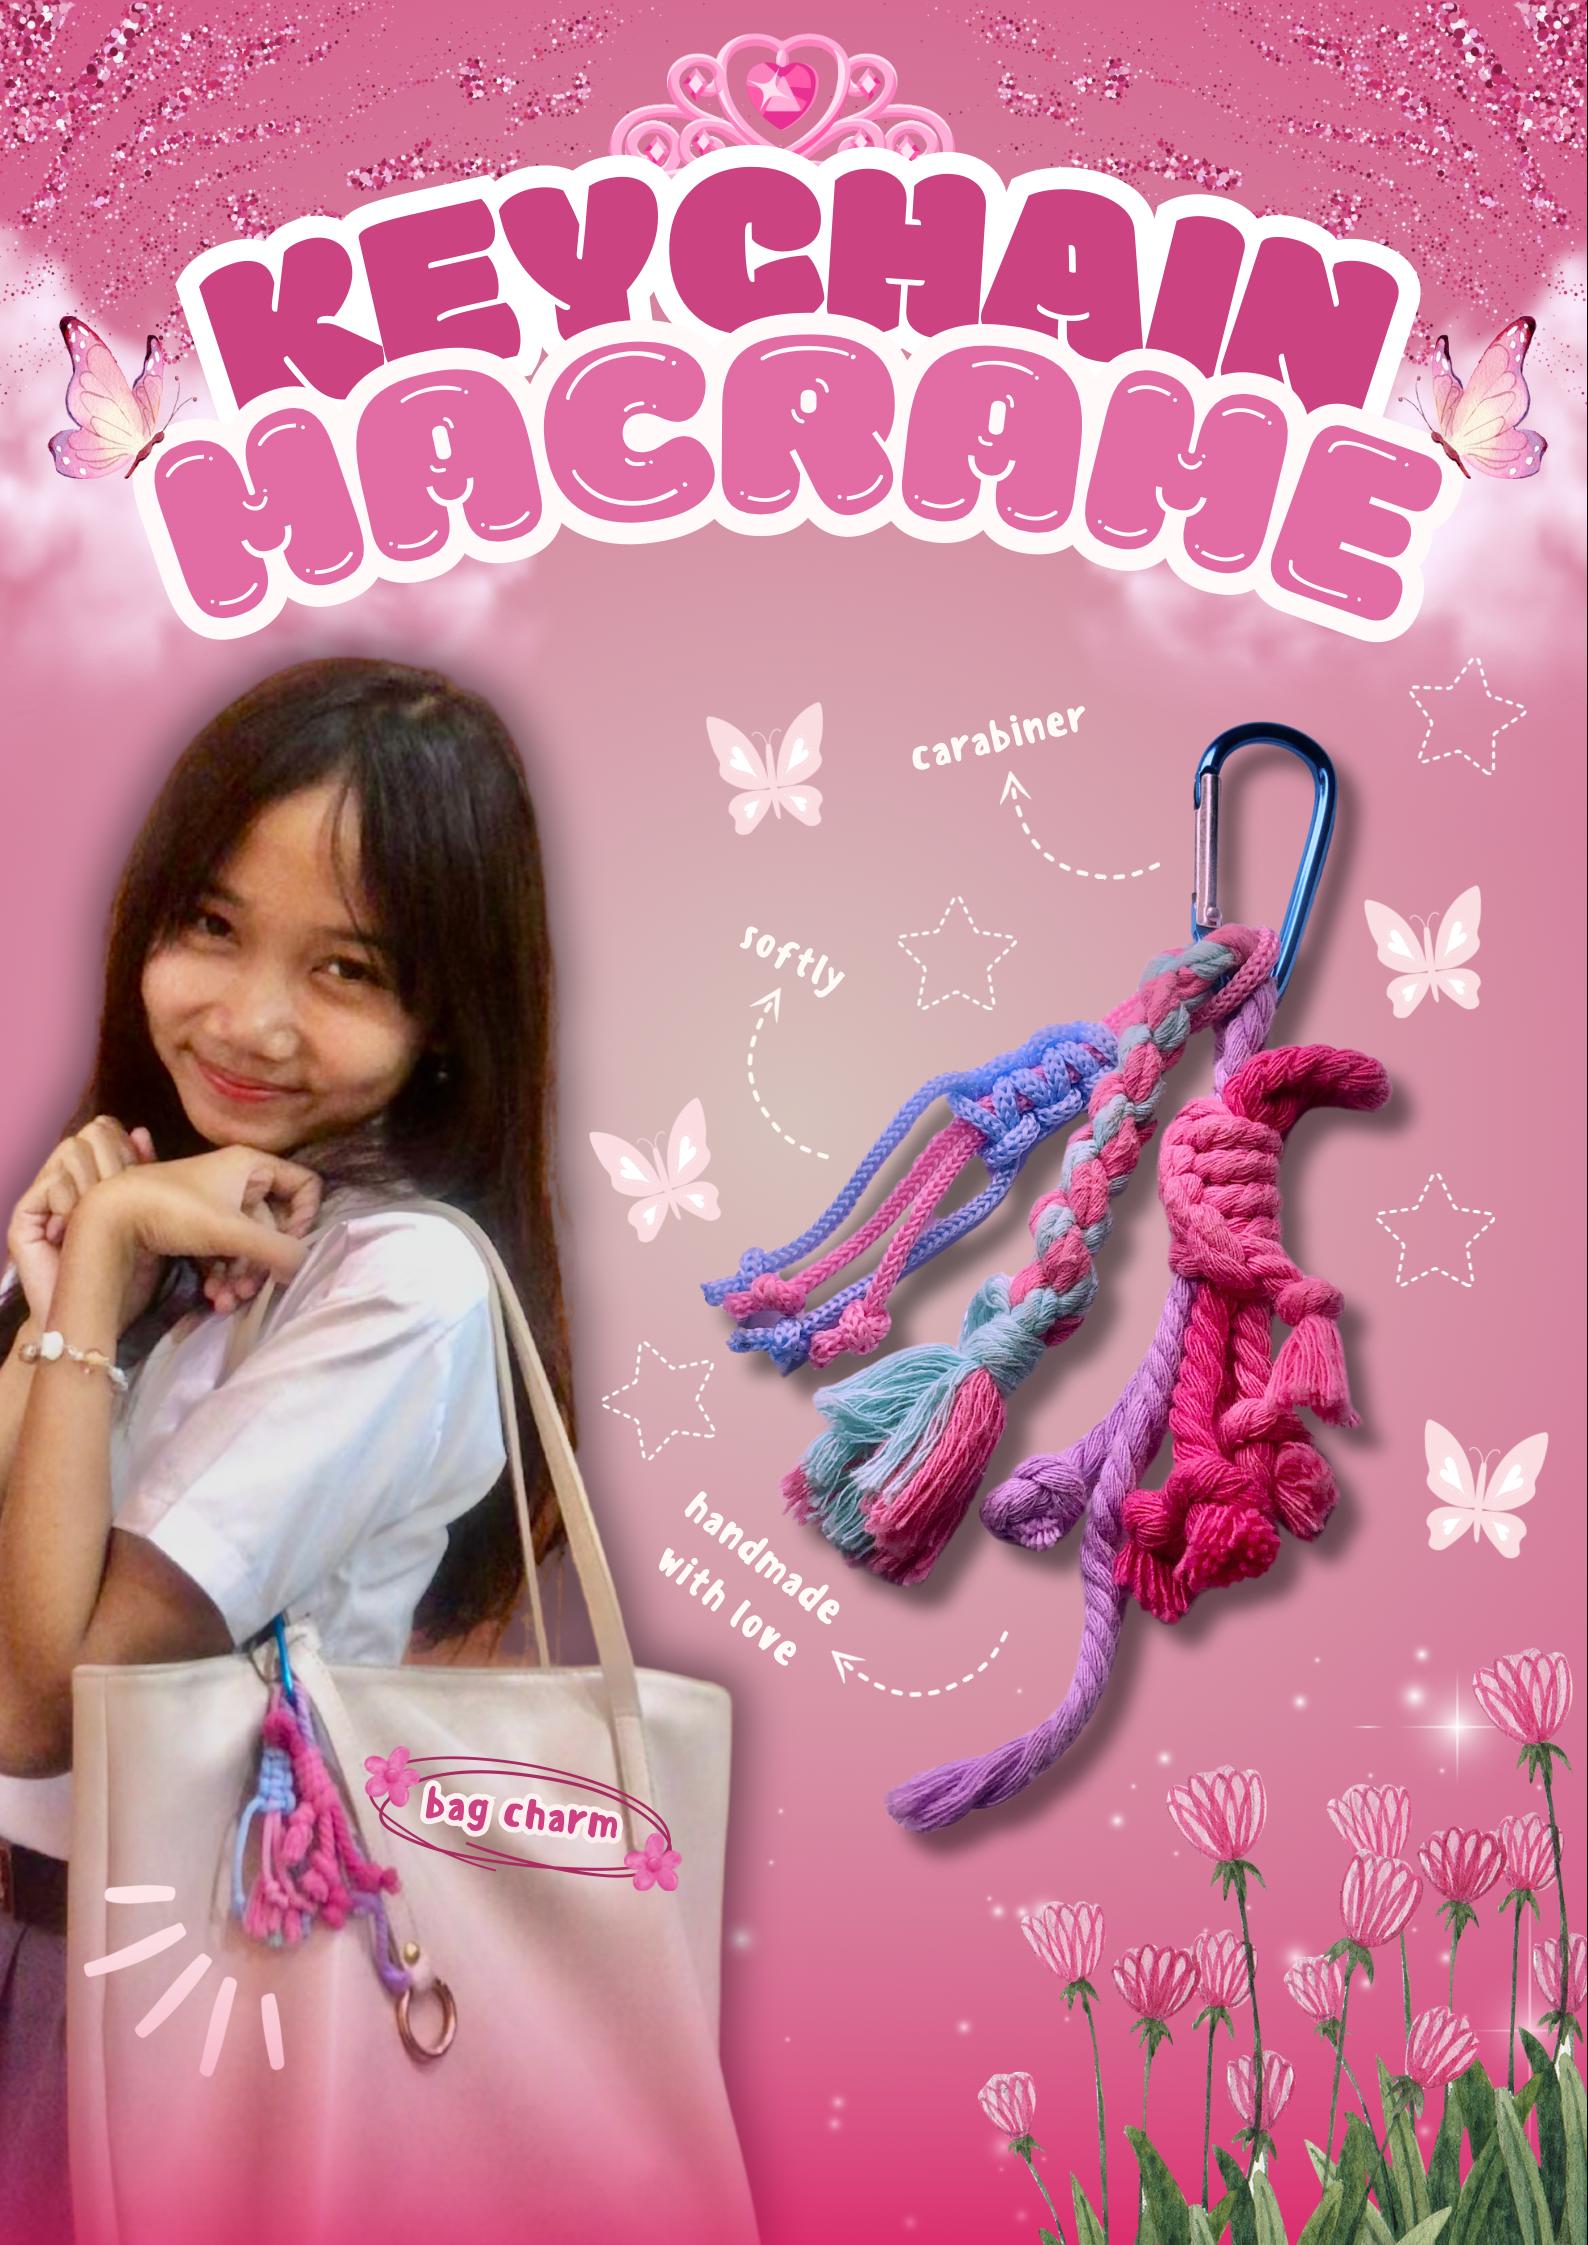 KEYCHAIN
MACRAME
carabiner
softly
handmade
with love
bag charm